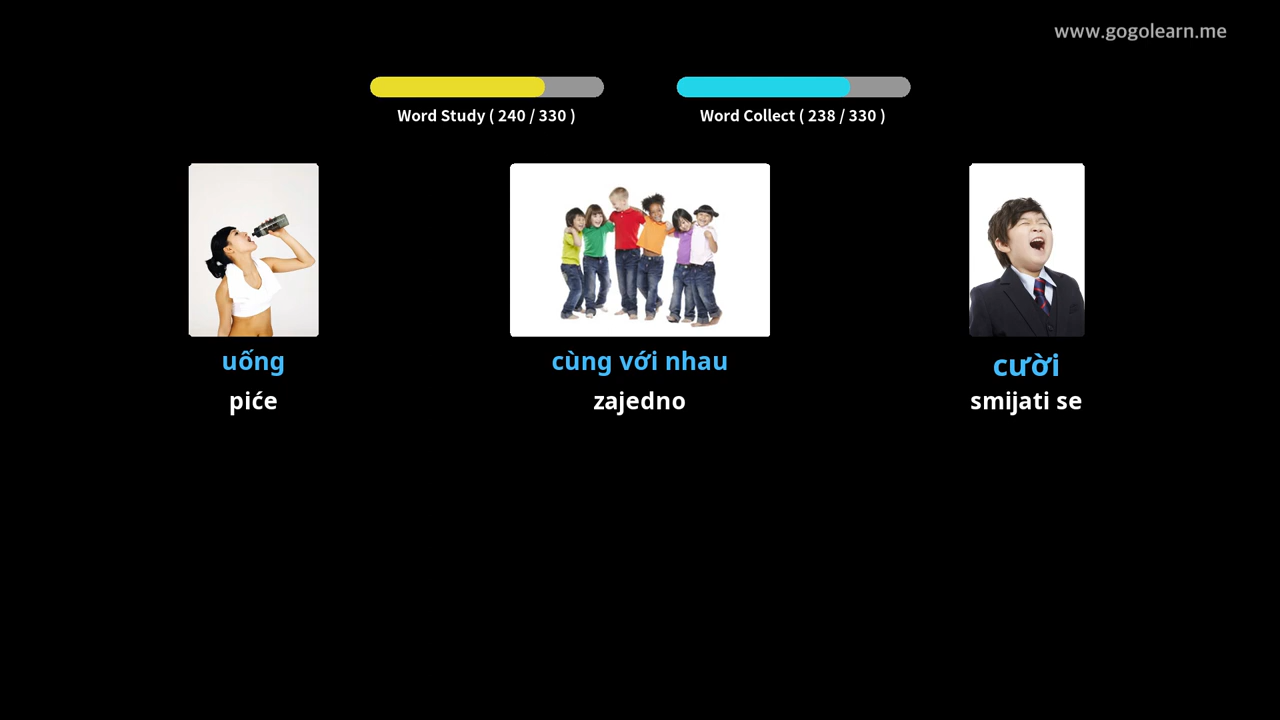 www.gogolearn.me
Word Study ( 240 / 330 )
Word Collect ( 238 / 330 )
uống
cùng với nhau
cười
piće
zajedno
smijati se